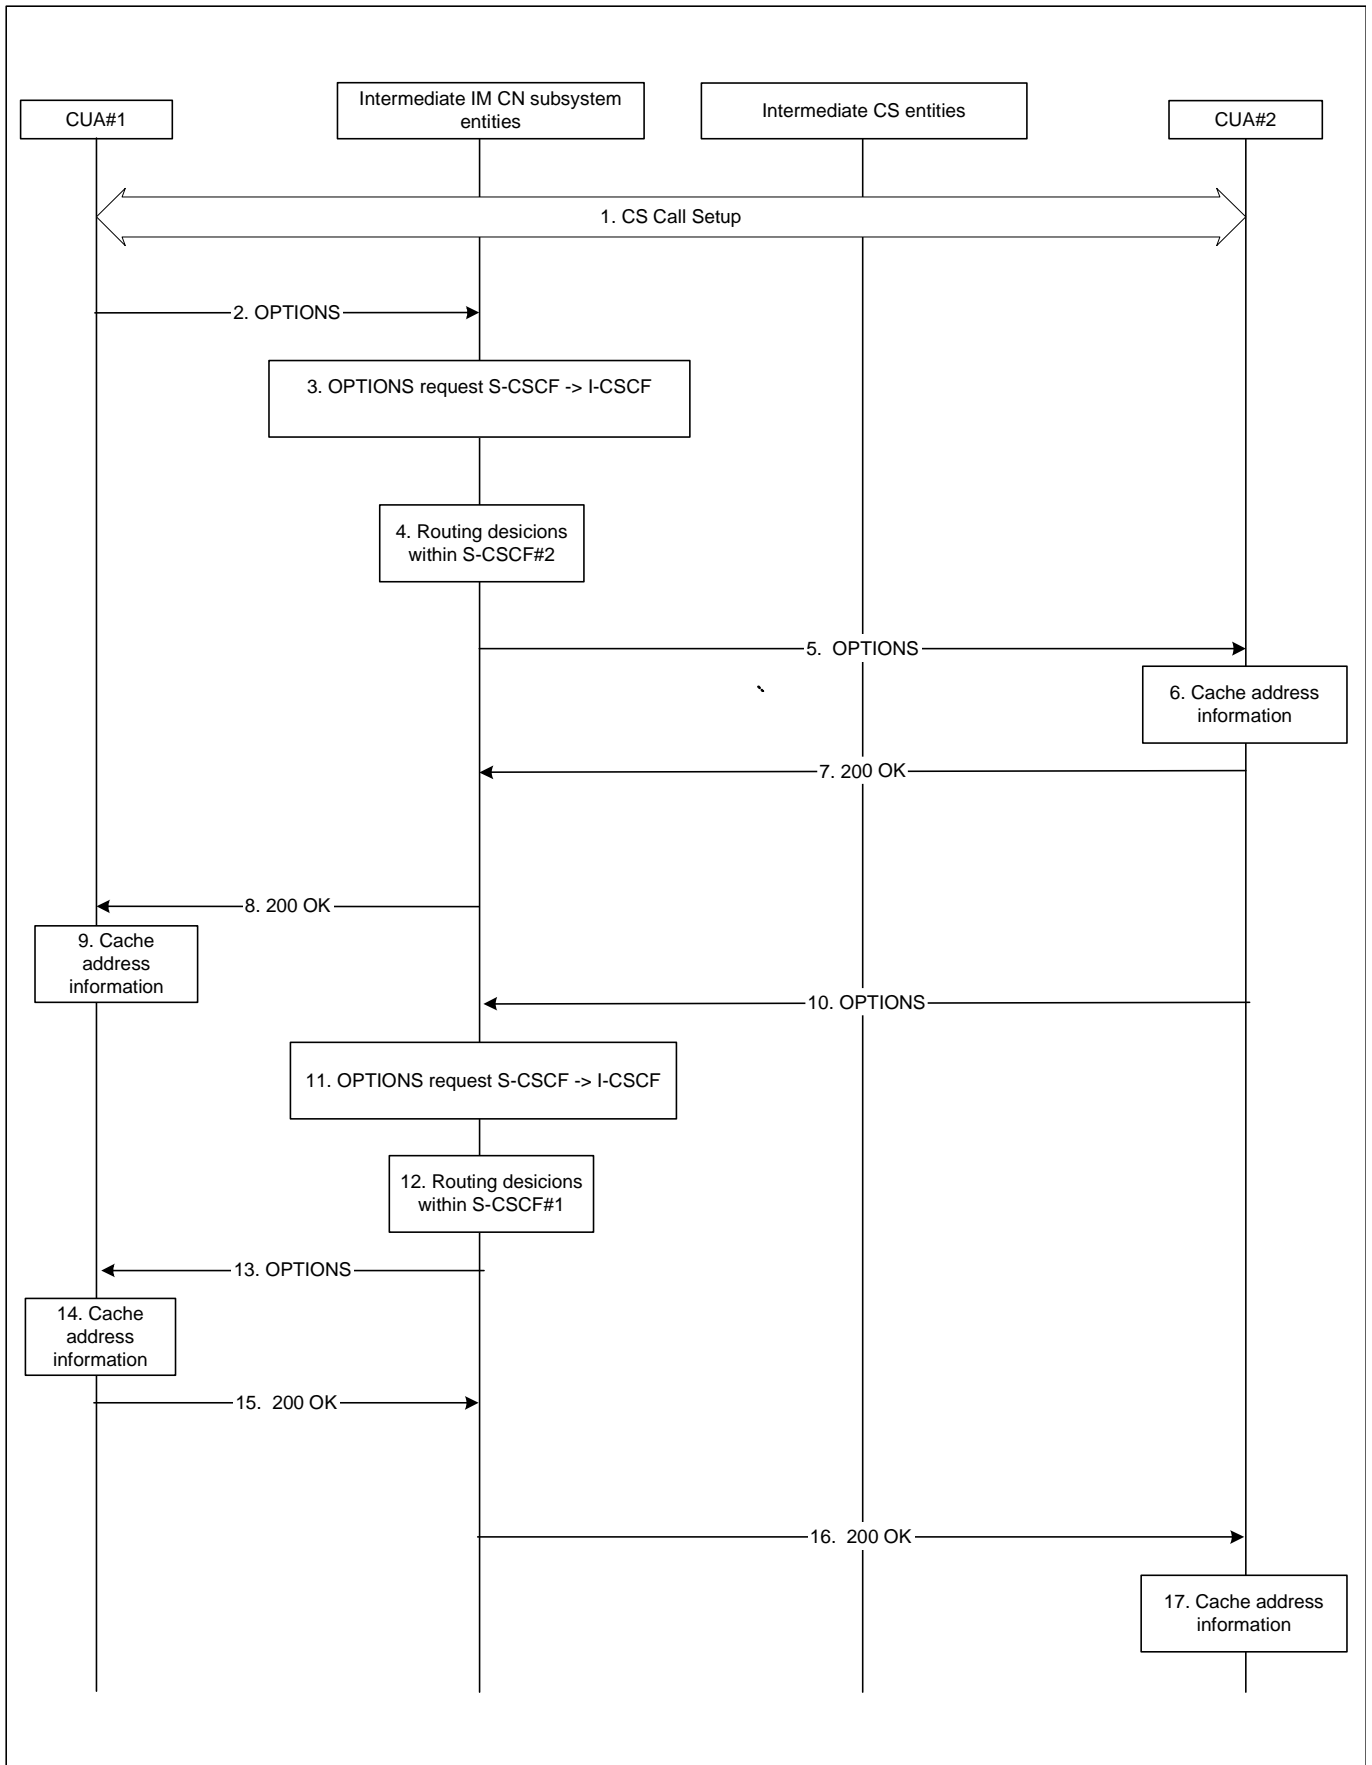 CUA#1
Intermediate IM CN subsystem
entities
Intermediate CS entities
CUA#2
1. CS Call Setup
2. OPTIONS
3. OPTIONS request S-CSCF -> I-CSCF
4. Routing desicions
within S-CSCF#2
5. OPTIONS
6. Cache address
information
7. 200 OK
8. 200 OK
9. Cache
address
information
10. OPTIONS
11. OPTIONS request S-CSCF -> I-CSCF
12. Routing desicions
within S-CSCF#1
13. OPTIONS
14. Cache
address
information
15. 200 OK
16. 200 OK
17. Cache address
information